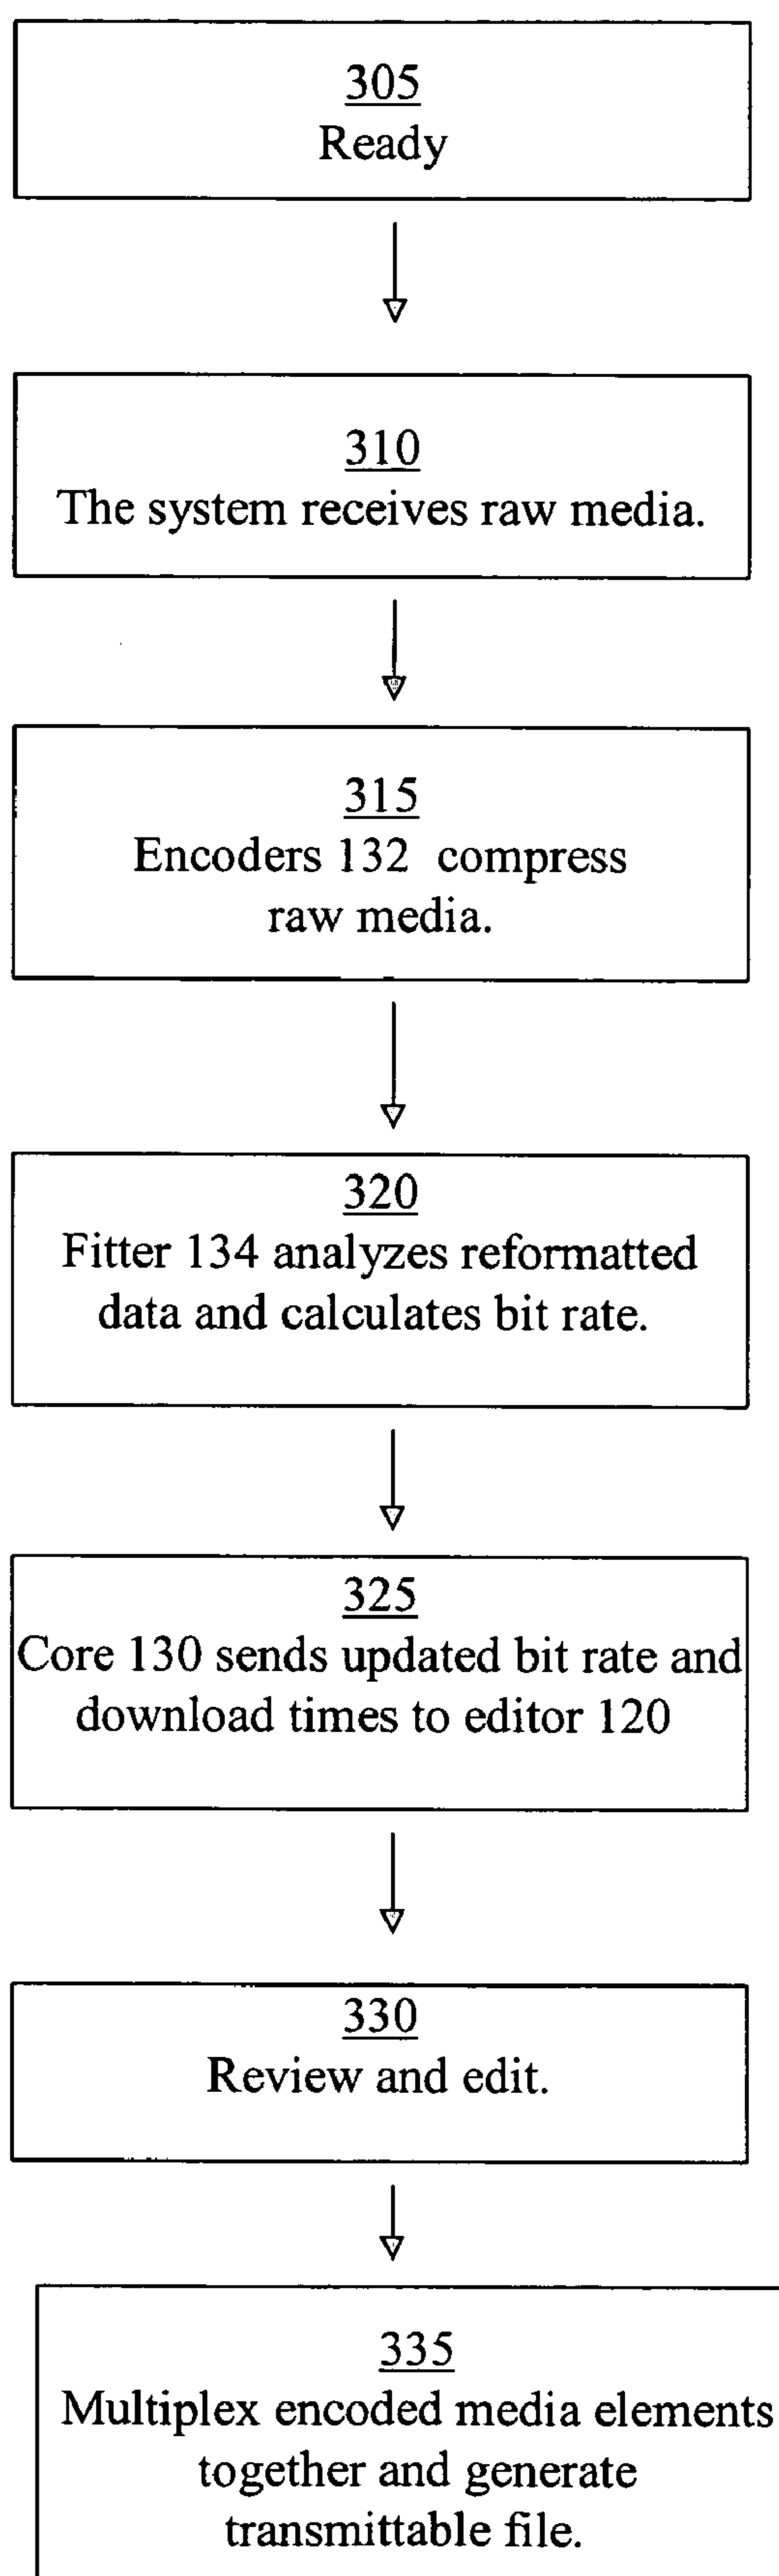 305
Ready
310
The system receives raw media.
315
Encoders 132 compress
raw media.
320
Fitter 134 analyzes reformatted
data and calculates bit rate.
325
Core 130 sends updated bit rate and
download times to editor 120
330
Review and edit.
335
Multiplex encoded media elements
together and generate
transmittable file.